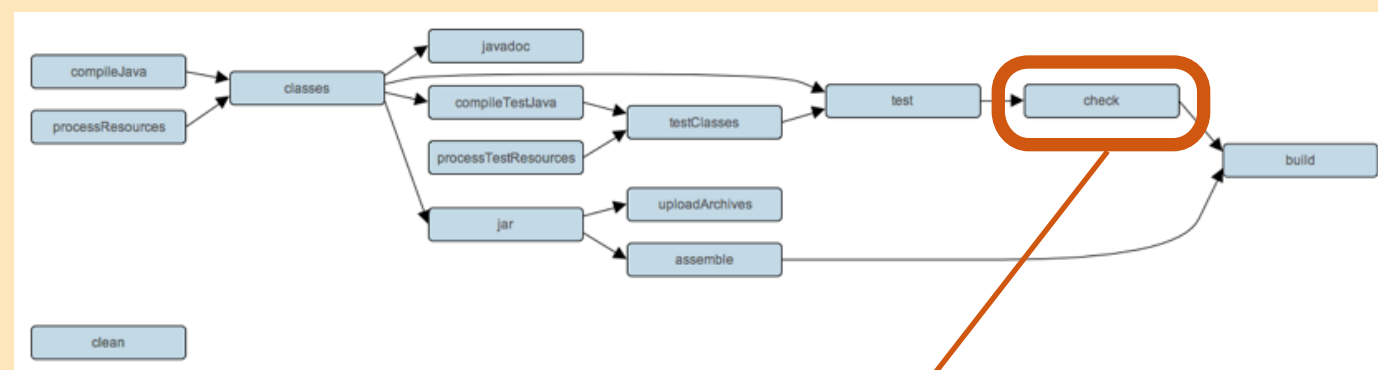 javadoc
compileJava
classes
compileTestJava
test
check
processResources
testClasses
processTestResources
build
uploadArchives
jar
assemble
clean